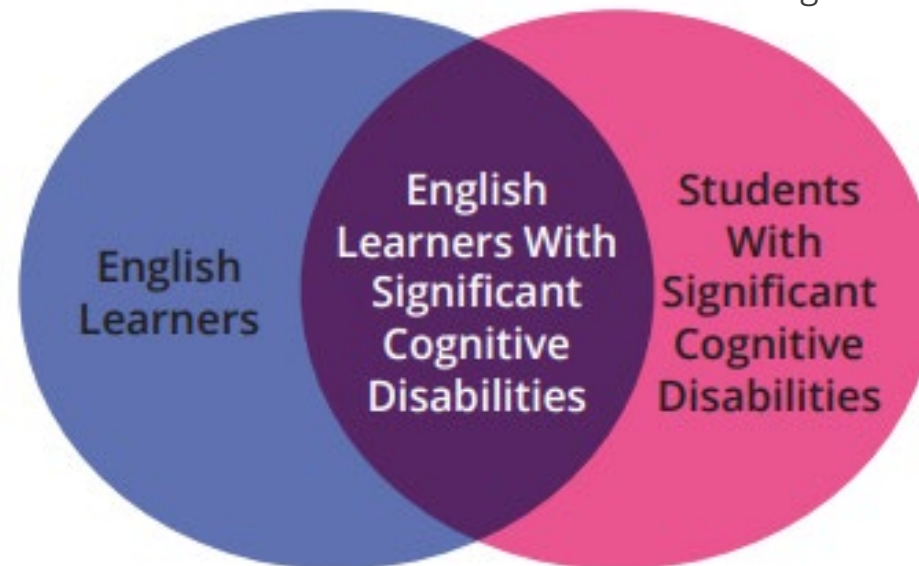 English
Learners
English
Learners With
Significant
Cognitive
Disabilities
Students
With
Significant
Cognitive
Disabilities